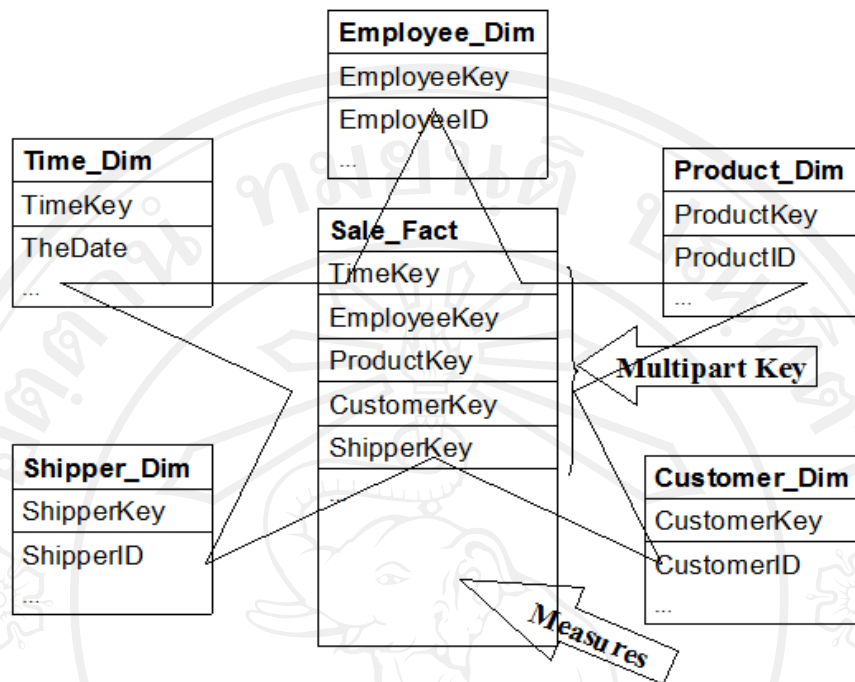 Employee_Dim
EmployeeKey
EmployeeID
...
Time_Dim
TimeKey
TheDate
...
Product_Dim
ProductKey
ProductID
...
Sale_Fact
TimeKey
EmployeeKey
ProductKey
CustomerKey
ShipperKey
...
Multipart Key
Shipper_Dim
ShipperKey
ShipperID
...
Customer_Dim
CustomerKey
CustomerID
...
Measures